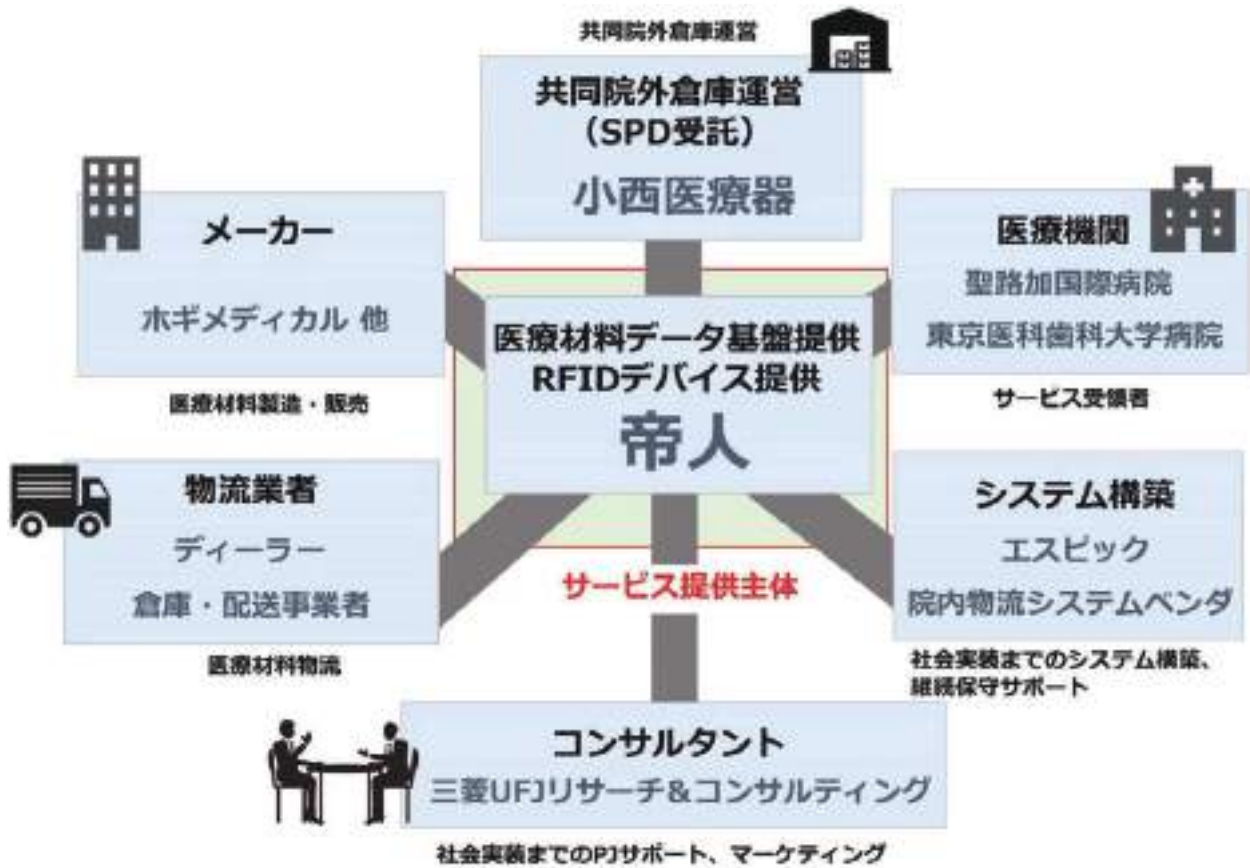 共同院外倉庫運営
共同院外倉庫運営
(SPD受託)
小西医療器
メーカー
ホギメディカル 他
医療材料製造・販売
医療機関
聖路加国際病院
東京医科歯科大学病院
サービス受領者
医療材料データ基盤提供
RFIDデバイス提供
帝人
サービス提供主体
物流業者
ディーラー
倉庫・配送事業者
医療材料物流
システム構築
エスピック
院内物流システムベンダ
社会実装までのシステム構築、
継続保守サポート
コンサルタント
三菱UFJリサーチ&コンサルティング
社会実装までのPJサポート、マーケティング